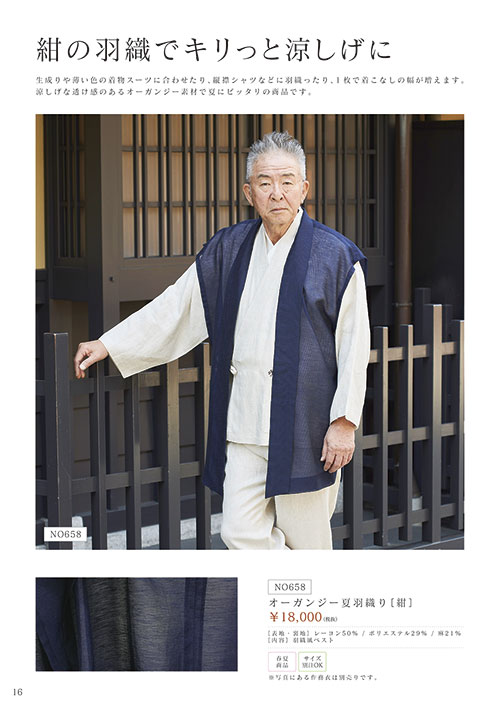 紺の羽織でキリっと涼しげに
生成りや薄い色の着物スーツに合わせたり、縦襟シャツなどに羽織ったり、1枚で着こなしの幅が増えます。
涼しげな透け感のあるオーガンジー素材で夏にピッタリの商品です。
NO658
NO658
オーガンジー夏羽織り[紺]
￥18,000(税抜)
[表地・裏地] レーヨン50% / ポリエステル29% / 麻21%
[内容] 羽織風ベスト
春夏
商品
サイズ
別注OK
※写真にある作務衣は別売りです。
16